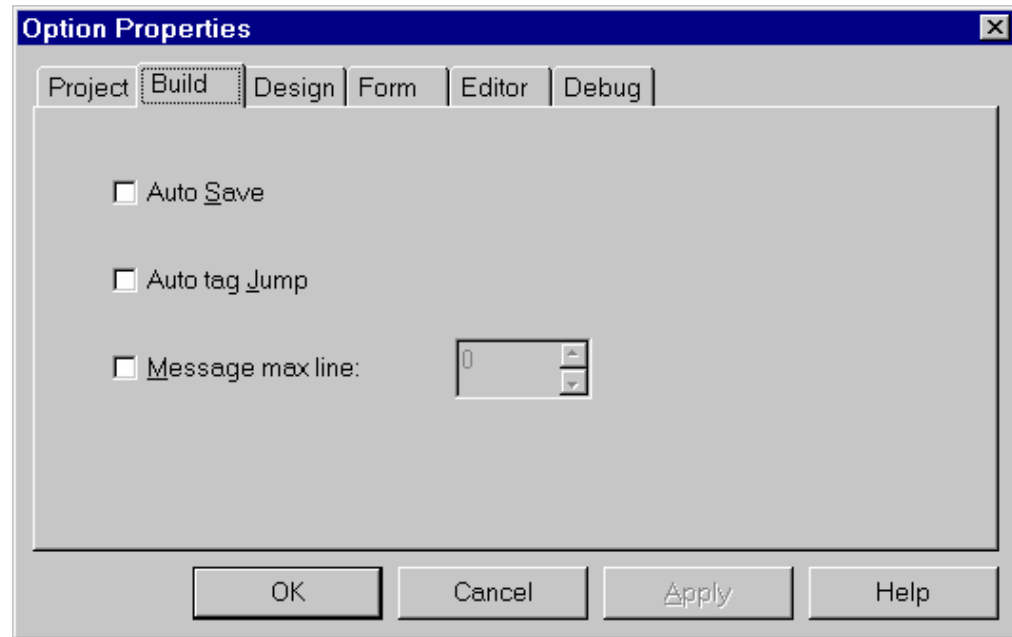 Option Properties
Project Build Design Form Editor Debug
Auto Save
Auto tag Jump
Message max line: 0
OK Cancel Apply Help